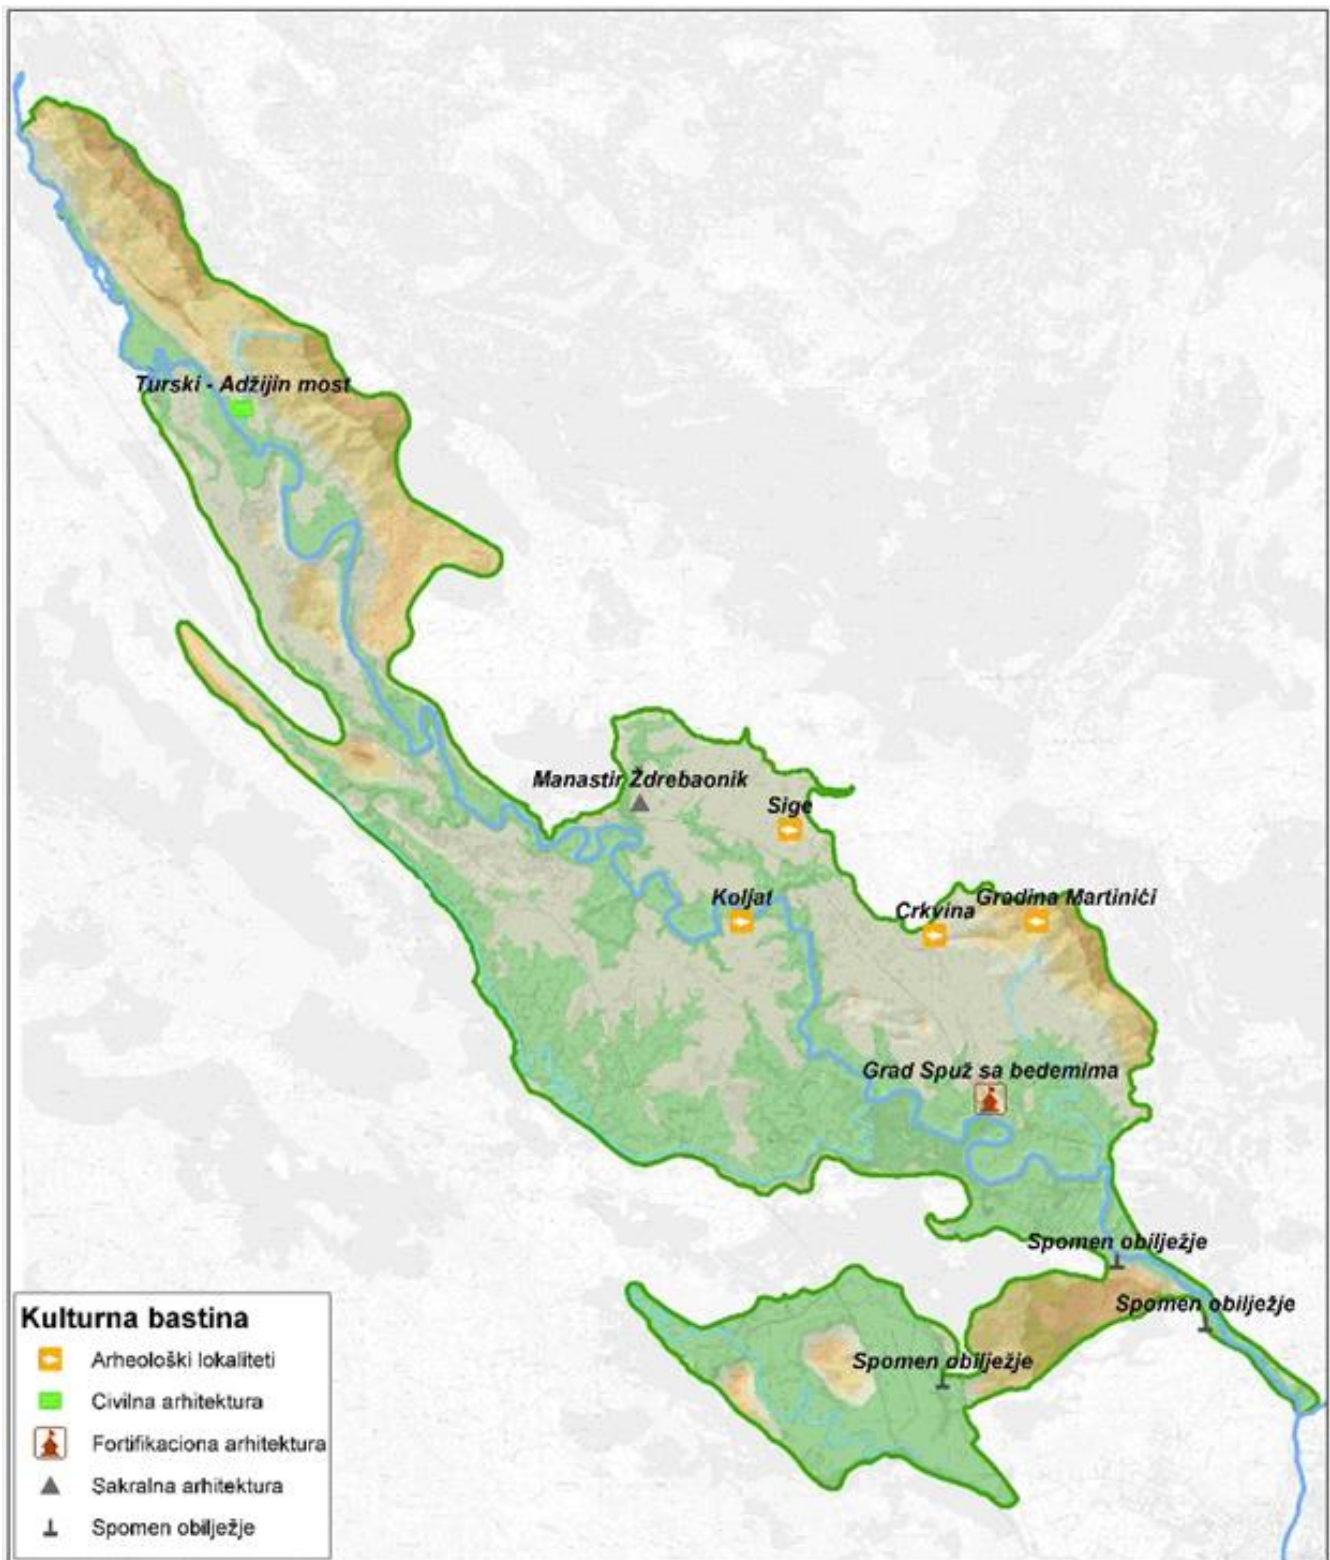 Turski - Adžijin most
Manastir Ždrebaonik
Sige
Koljat
Crkvina
Gradina Martinići
Grad Spuž sa bedemima
Spomen obilježje
Spomen obilježje
Spomen obilježje
Kulturna bastina
Arheološki lokaliteti
Civilna arhitektura
Fortifikaciona arhitektura
Sakralna arhitektura
Spomen obilježje